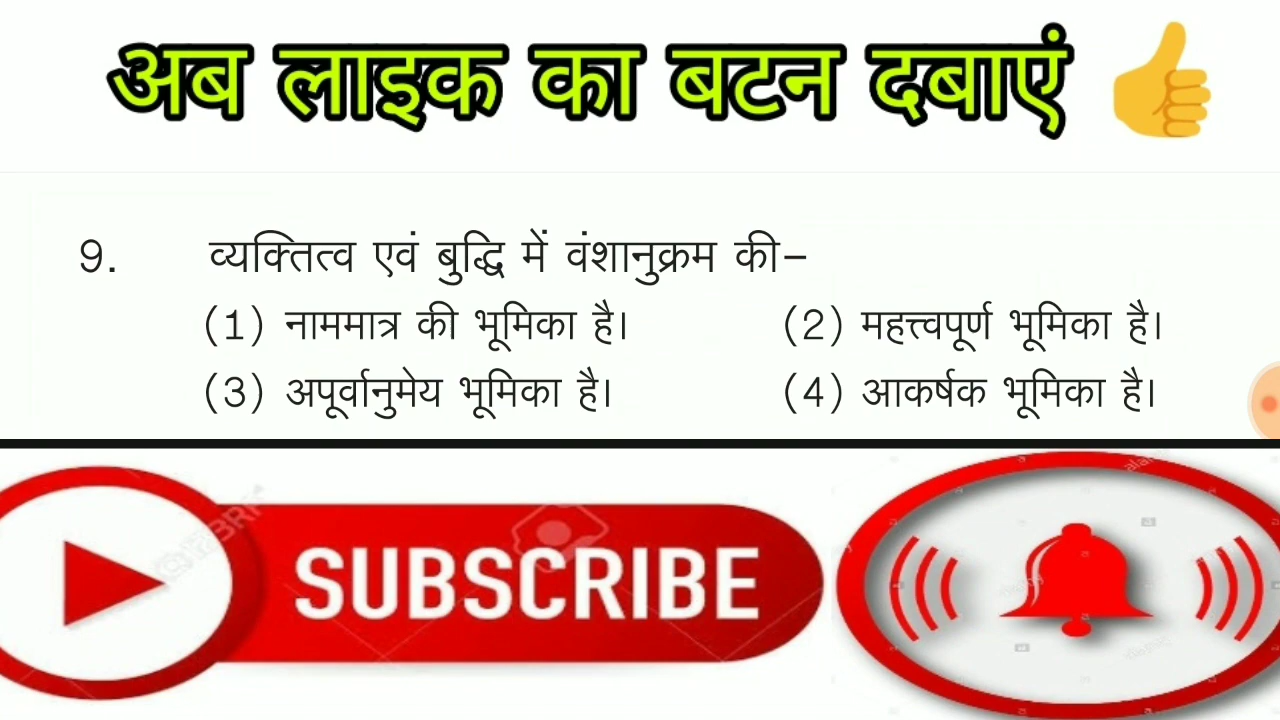 अब लाइक का बटन दबाएं
9. व्यक्तित्व एवं बुद्धि में वंशानुक्रम की–
(1) नाममात्र की भूमिका है। (2) महत्त्वपूर्ण भूमिका है।
(3) अपूर्वानुमेय भूमिका है। (4) आकर्षक भूमिका है।
SUBSCRIBE